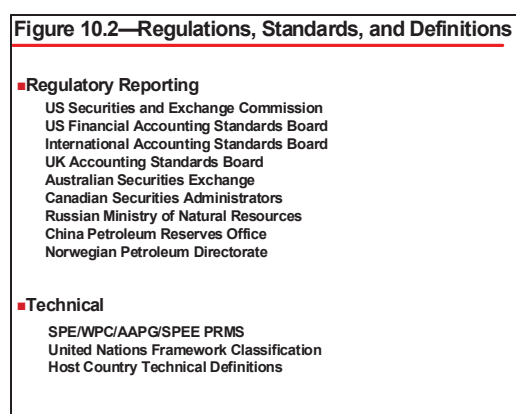 Figure 10.2—Regulations, Standards, and Definitions
■Regulatory Reporting
US Securities and Exchange Commission
US Financial Accounting Standards Board
International Accounting Standards Board
UK Accounting Standards Board
Australian Securities Exchange
Canadian Securities Administrators
Russian Ministry of Natural Resources
China Petroleum Reserves Office
Norwegian Petroleum Directorate
■Technical
SPE/WPC/AAPG/SPEE PRMS
United Nations Framework Classification
Host Country Technical Definitions